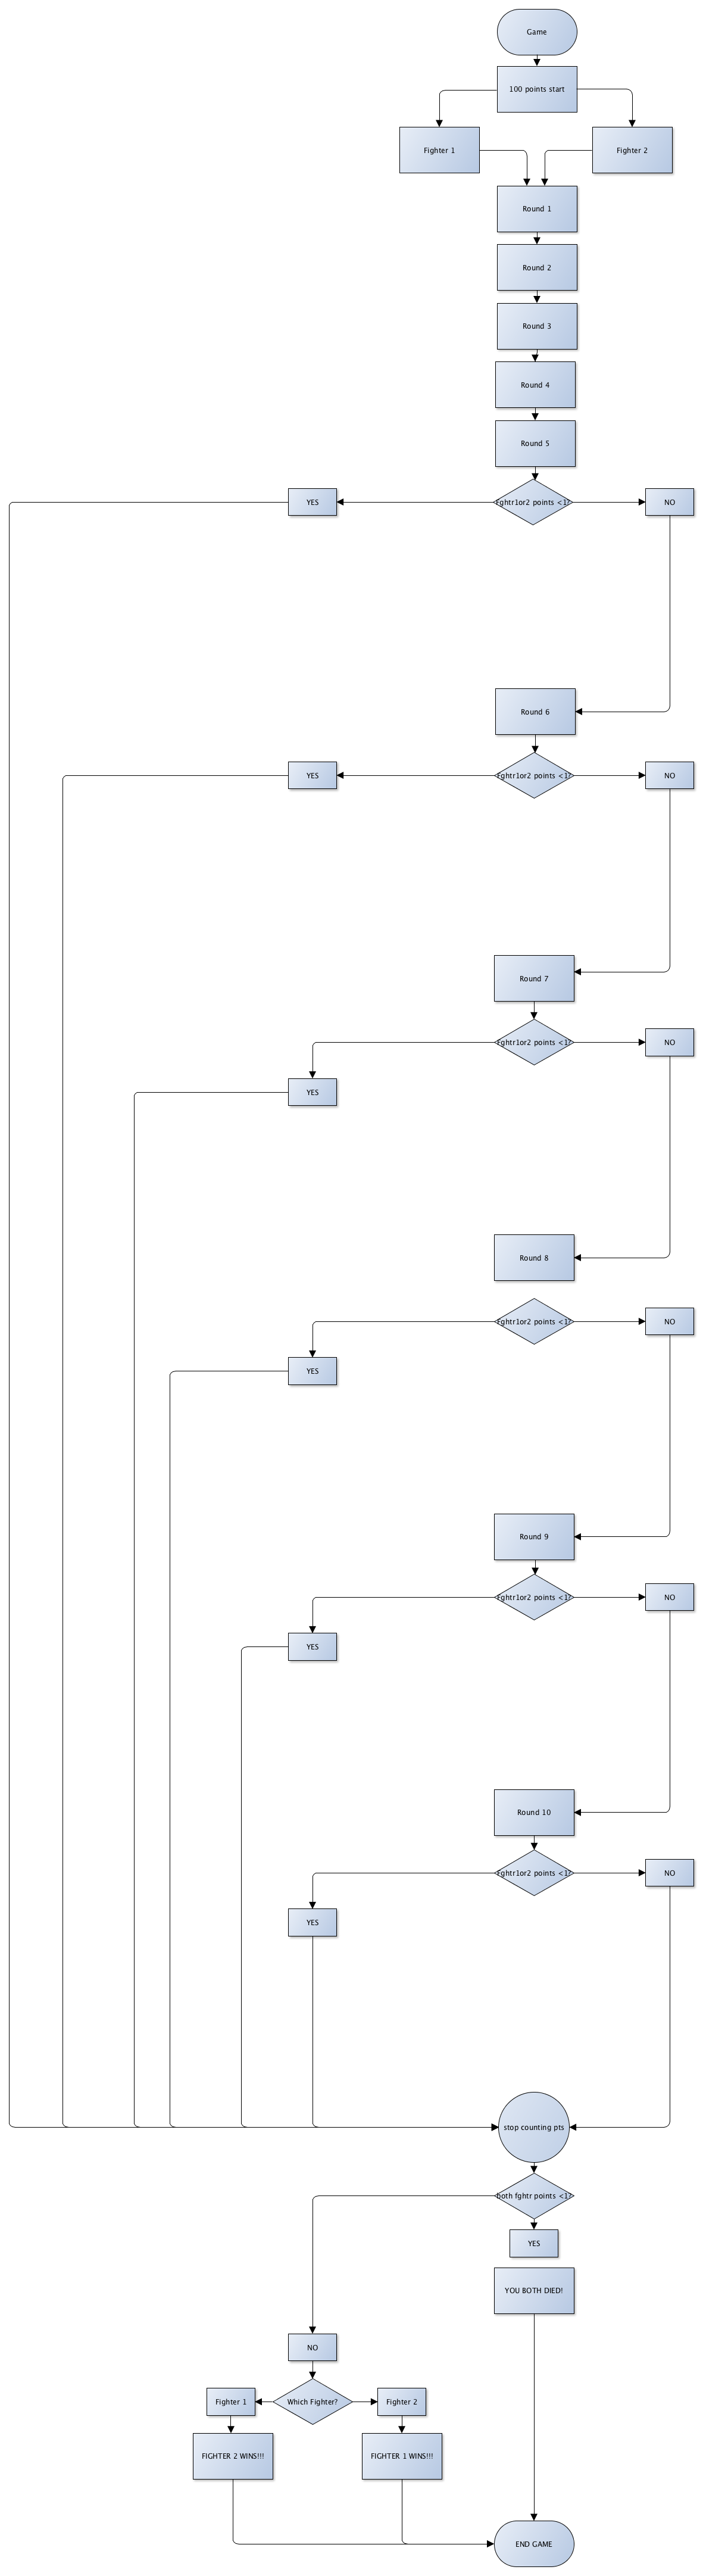 Game
100 points start
Fighter 1
Fighter 2
Round 1
Round 2
Round 3
Round 4
Round 5
YES
Fghtr1or2 points <1?
NO
Round 6
YES
Fghtr1or2 points <1?
NO
Round 7
Fghtr1or2 points <1?
NO
YES
Round 8
Fghtr1or2 points <1?
NO
YES
Round 9
Fghtr1or2 points <1?
NO
YES
Round 10
Fghtr1or2 points <1?
NO
YES
stop counting pts
both fghtr points <1?
YES
YOU BOTH DIED!
NO
Fighter 1
Which Fighter?
Fighter 2
FIGHTER 2 WINS!!!
FIGHTER 1 WINS!!!
END GAME